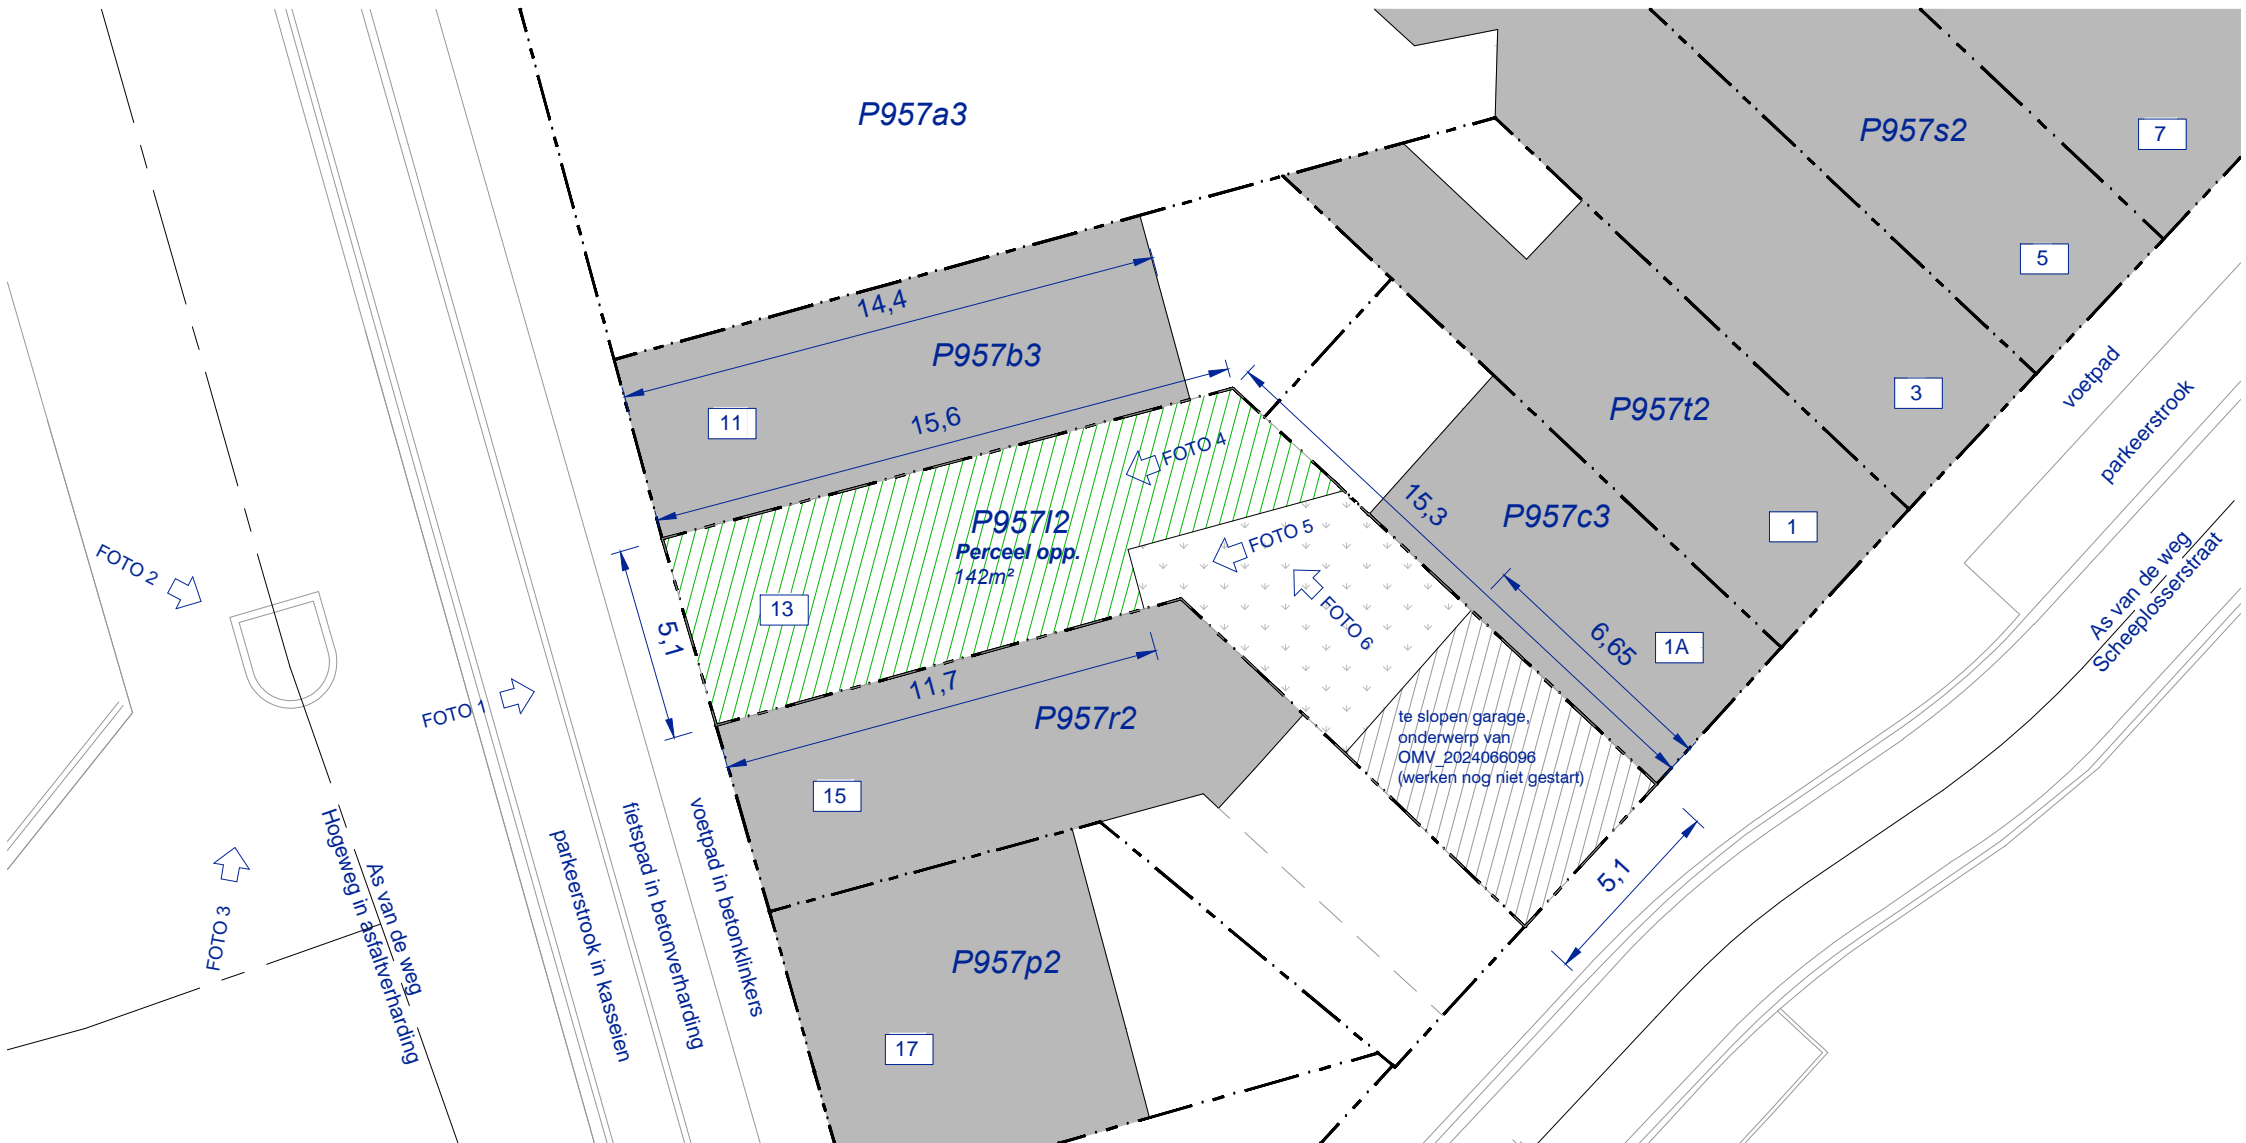 P957a3
P957s2
7
5
14,4
P957b3
3
voetpad
parkeerstrook
11
15,6
P957t2
FOTO 4
15,3
P957c3
1
As van de weg
Scheeplosserstraat
P957l2
Perceel opp.
142m²
FOTO 5
FOTO 2
13
FOTO 6
5,1
6,65
1A
11,7
FOTO 1
P957r2
te slopen garage,
onderwerp van
OMV_2024066096
(werken nog niet gestart)
15
5,1
As van de weg
Hogeweg in asfaltverharding
parkeerstrook in kasseien
fietspad in betonverharding
voetpad in betonklinkers
FOTO 3
P957p2
17